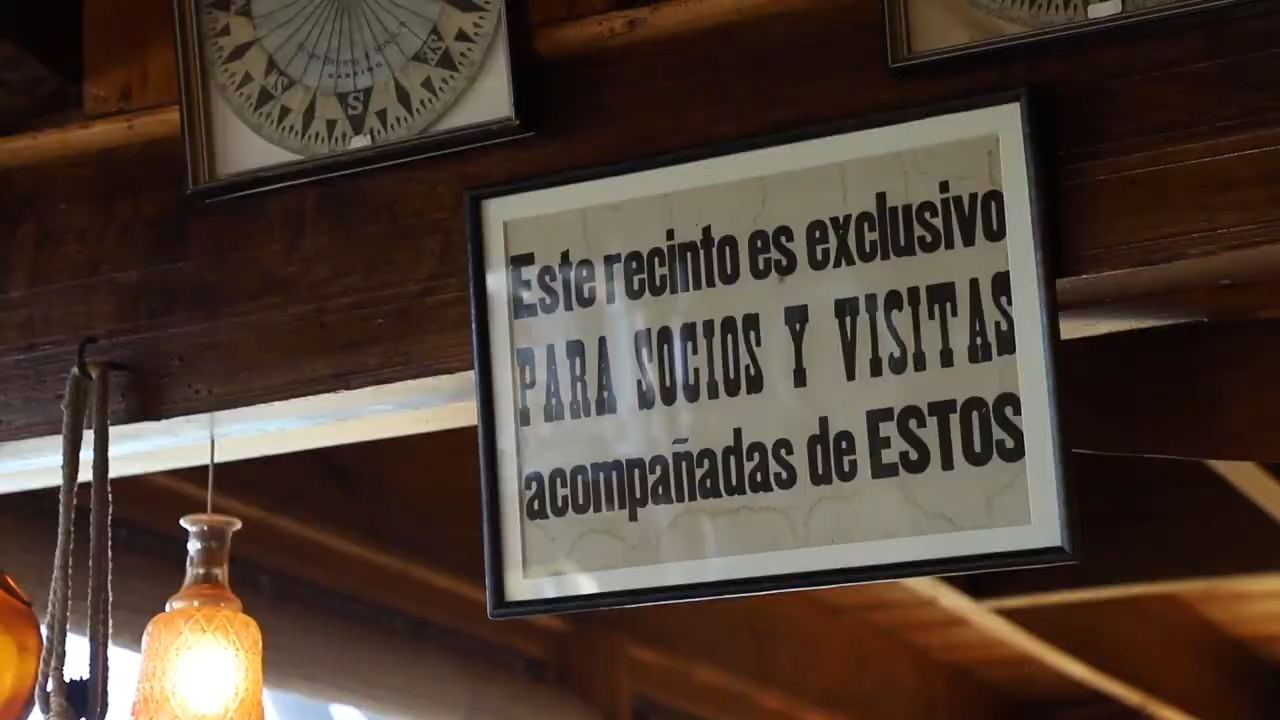 S
Este recinto es exclusivo
PARA SOCIOS Y VISITAS
acompañadas de ESTOS